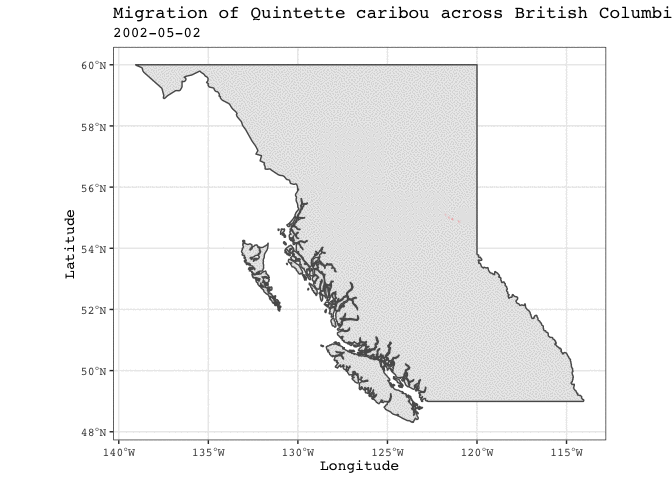 Migration of Quintette caribou across British Columbi
2002-05-02
60°N
58°N
56°N
54°N
52°N
50°N
48°N
Latitude
140°W 135°W 130°W 125°W 120°W 115°W
Longitude